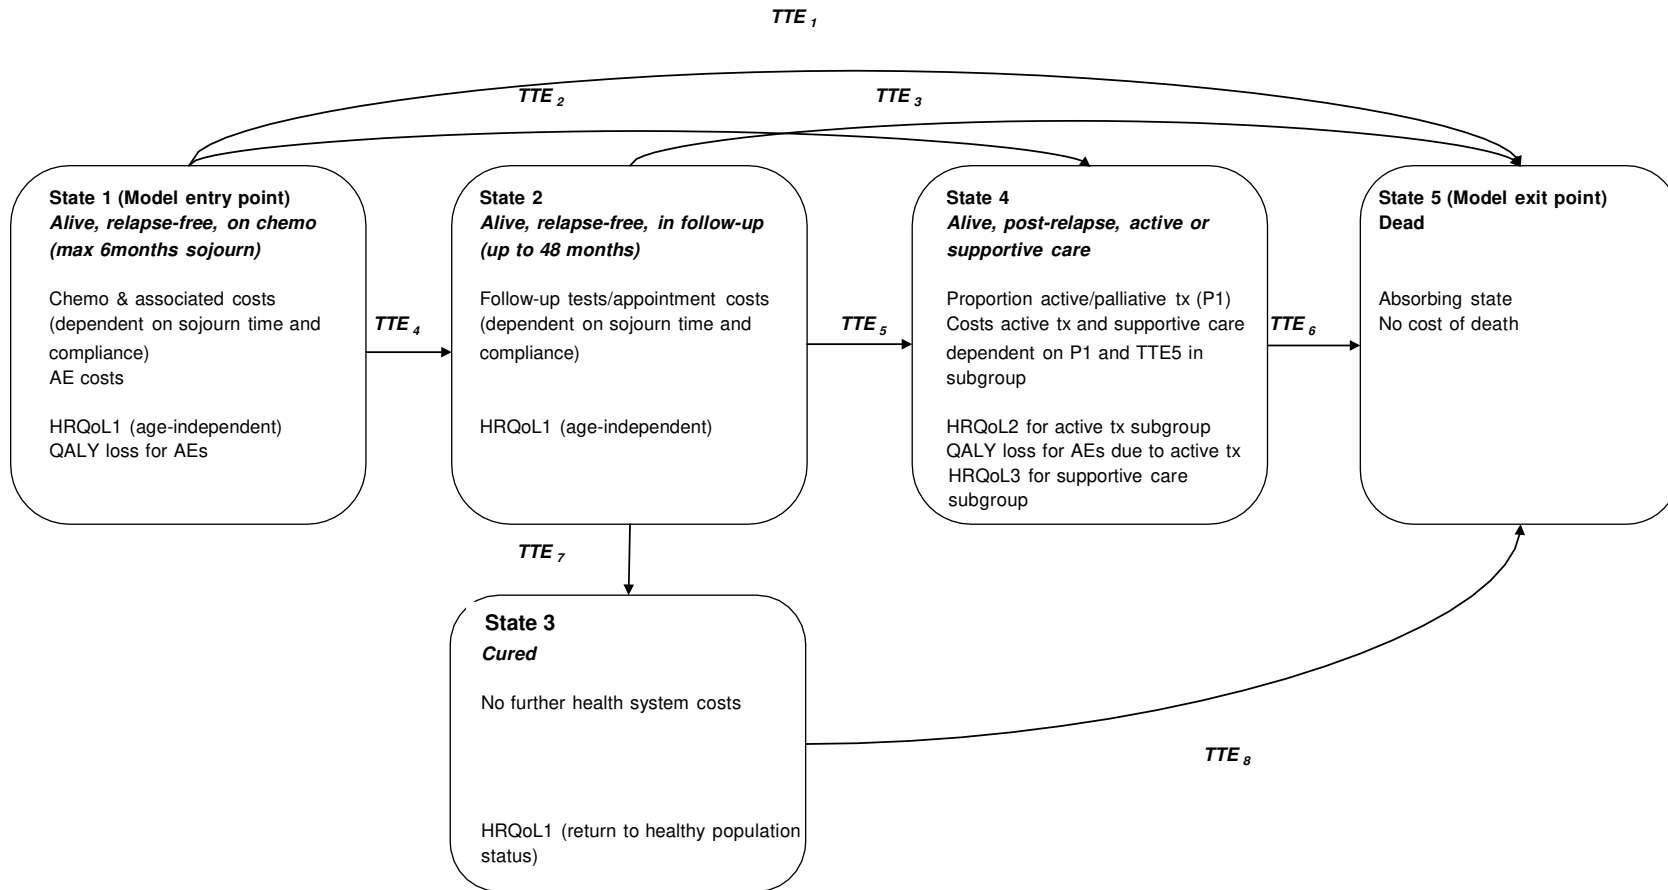 TTE 1
TTE 2
TTE 3
State 1 (Model entry point)
Alive, relapse-free, on chemo
(max 6months sojourn)
Chemo & associated costs
(dependent on sojourn time and
compliance)
AE costs
HRQoL1 (age-independent)
QALY loss for AEs
TTE 4
State 2
Alive, relapse-free, in follow-up
(up to 48 months)
Follow-up tests/appointment costs
(dependent on sojourn time and
compliance)
HRQoL1 (age-independent)
TTE 5
State 4
Alive, post-relapse, active or
supportive care
Proportion active/palliative tx (P1)
Costs active tx and supportive care
dependent on P1 and TTE5 in
subgroup
HRQoL2 for active tx subgroup
QALY loss for AEs due to active tx
HRQoL3 for supportive care
subgroup
TTE 6
State 5 (Model exit point)
Dead
Absorbing state
No cost of death
TTE 7
State 3
Cured
No further health system costs
HRQoL1 (return to healthy population
status)
TTE 8